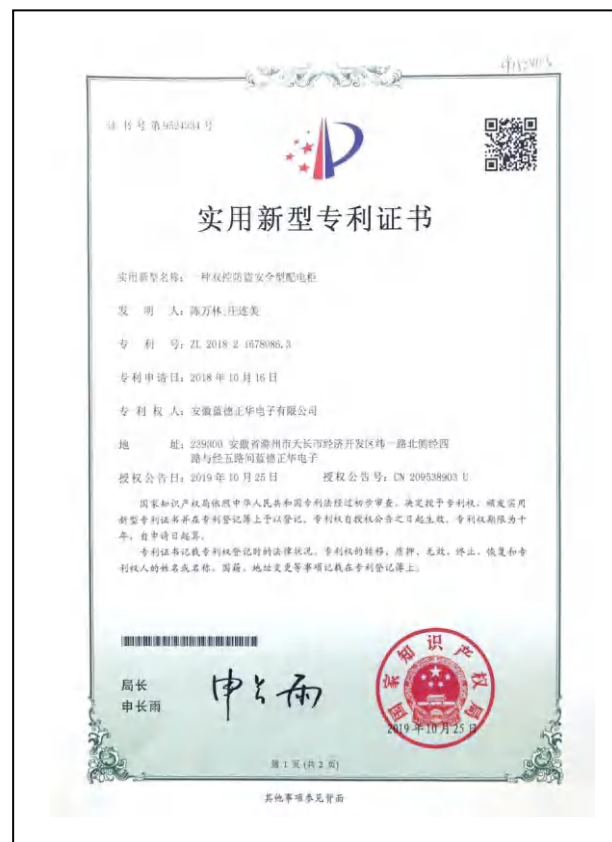 证书号第9524934号
实用新型专利证书
实用新型名称：一种双控防盗安全型配电柜
发 明 人：陈万林;庄连美
专 利 号：ZL 2018 2 1678086.3
专利申请日：2018年10月16日
专 利 权 人：安徽蓝德正华电子有限公司
地 址：239300 安徽省滁州市天长市经济开发区纬一路北侧经四
路与经五路间蓝德正华电子
授权公告日：2019年10月25日 授权公告号：CN 209538903 U
国家知识产权局依照中华人民共和国专利法经过初步审查，决定授予专利权，颁发实用
新型专利证书并在专利登记簿上予以登记。专利权自授权公告之日起生效。专利权期限为十
年，自申请日起算。
专利证书记载专利权登记时的法律状况。专利权的转移、质押、无效、终止、恢复和专
利权人的姓名或名称、国籍、地址变更等事项记载在专利登记簿上。
局长
申长雨
申长雨
国家知识产权局
2019年10月25日
第1页(共2页)
其他事项参见背面